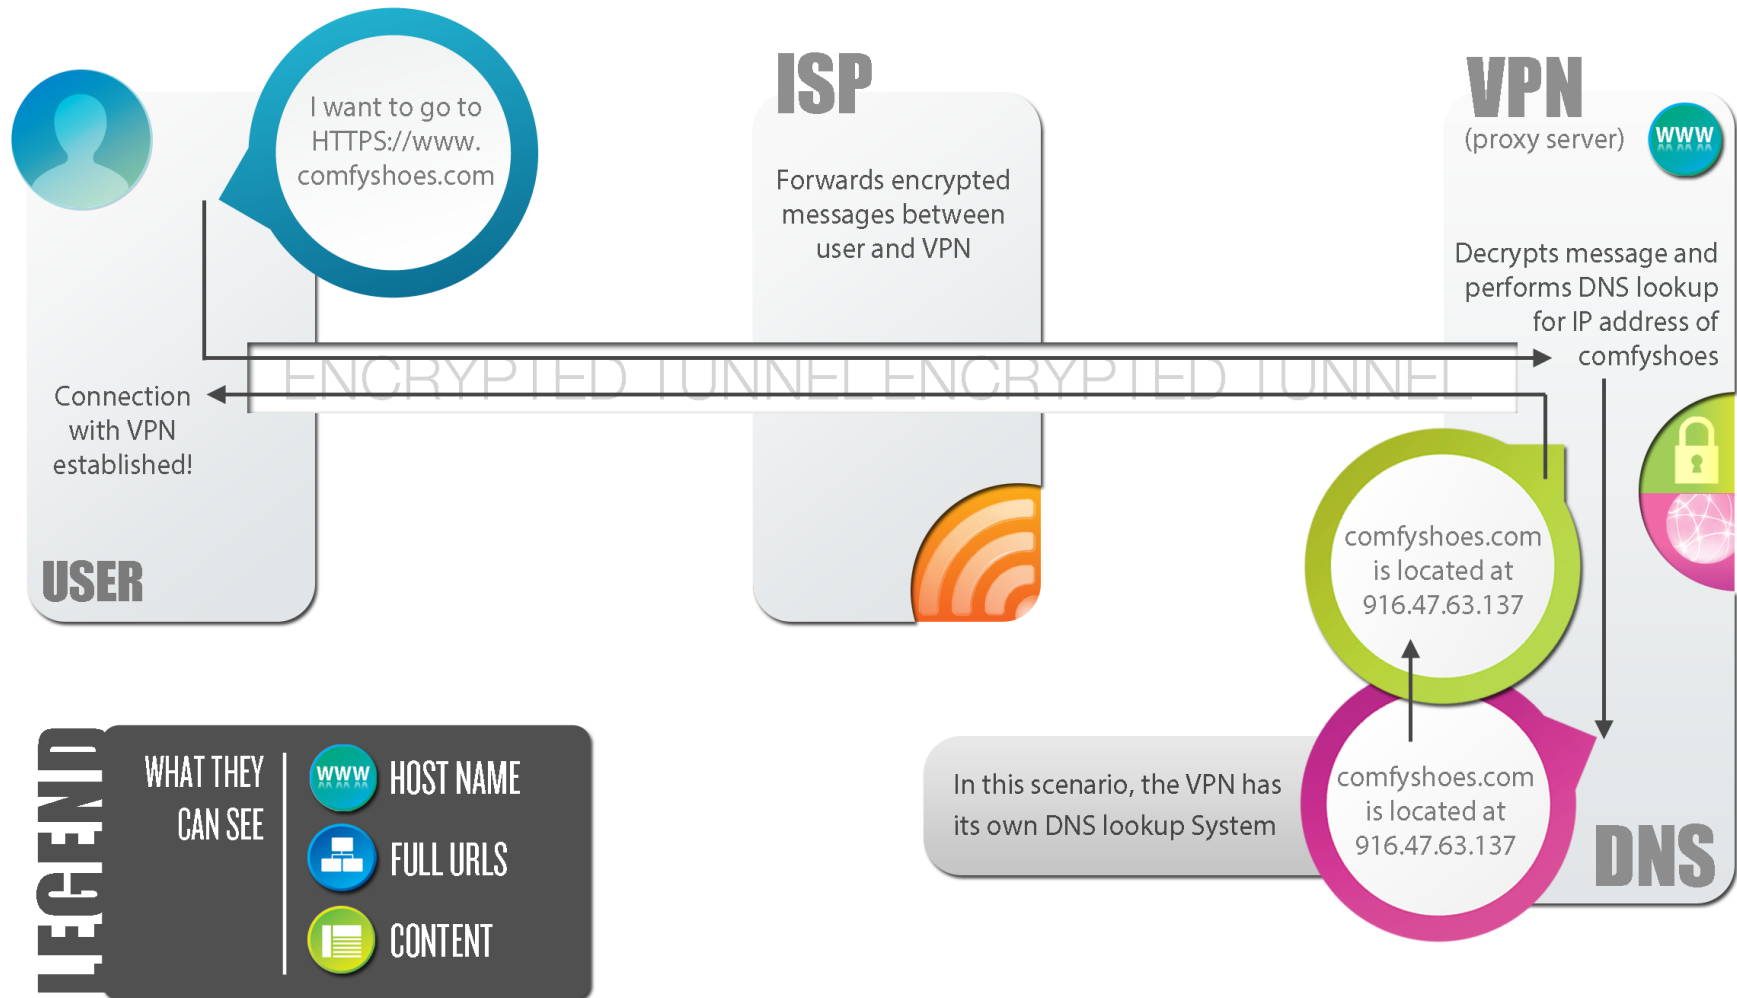 I want to go to
HTTPS://www.
comfyshoes.com
Connection
with VPN
established!
USER
ISP
Forwards encrypted
messages between
user and VPN
ENCRYPTED TUNNEL ENCRYPTED TUNNEL
VPN
(proxy server)
www
Decrypts message and
performs DNS lookup
for IP address of
comfyshoes
comfyshoes.com
is located at
916.47.63.137
comfyshoes.com
is located at
916.47.63.137
In this scenario, the VPN has
its own DNS lookup System
DNS
LEGEND
WHAT THEY
CAN SEE
www
HOST NAME
FULL URLS
CONTENT